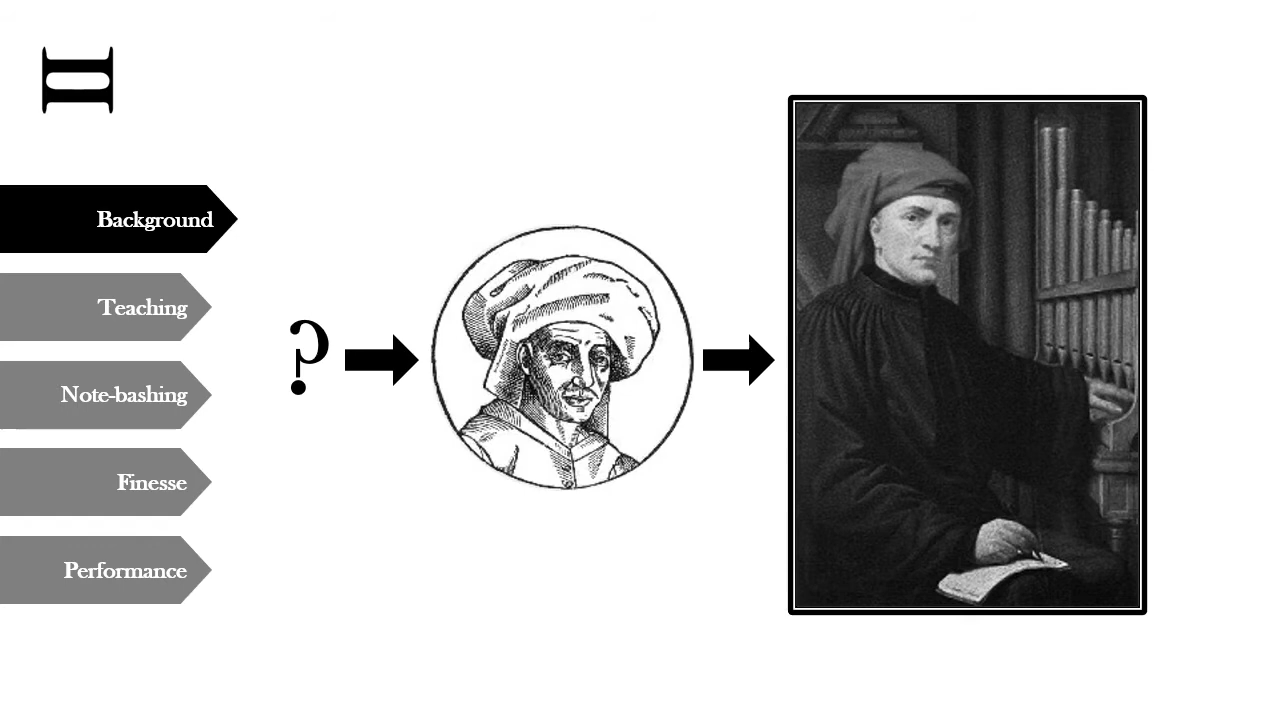 Background
Teaching
Note-bashing
Finesse
Performance
?